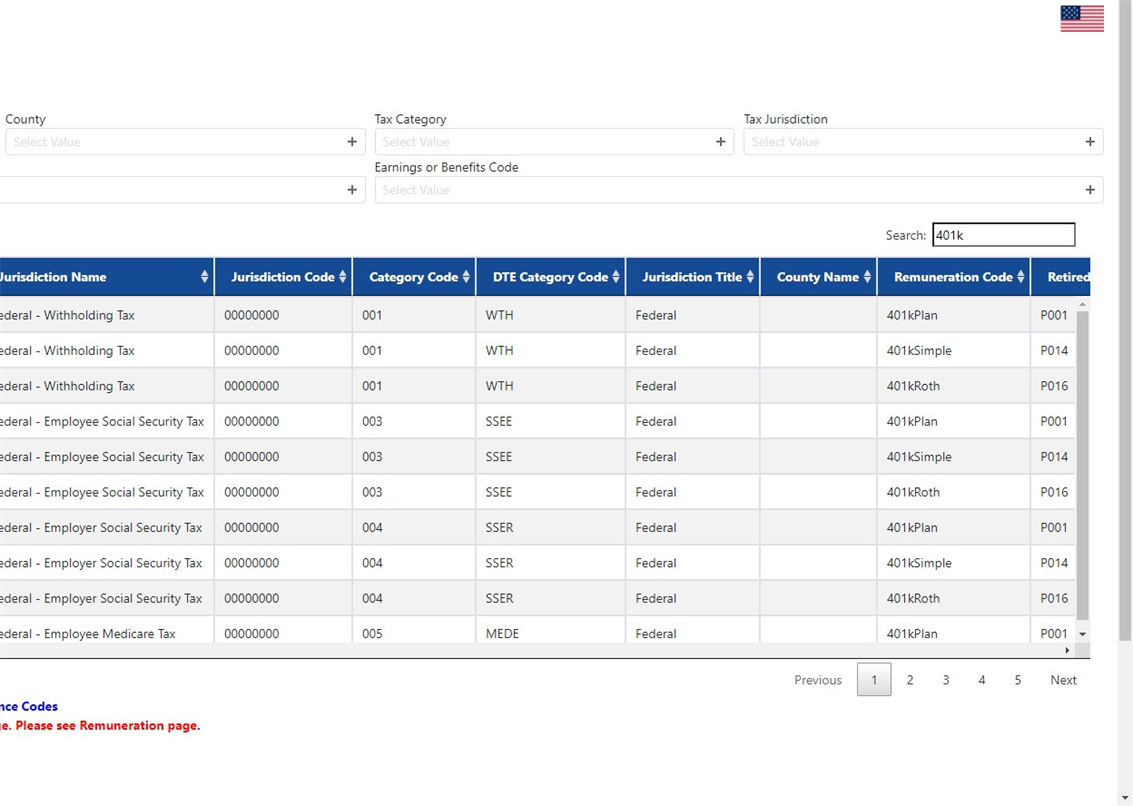 County Tax Category Tax Jurisdiction
Select Value + Select Value + Select Value +
Earnings or Benefits Code
+ Select Value +
Search: 401k
Jurisdiction Name Jurisdiction Code Category Code DTE Category Code Jurisdiction Title County Name Remuneration Code Retired
ederal - Withholding Tax 00000000 001 WTH Federal 401kPlan P001
ederal - Withholding Tax 00000000 001 WTH Federal 401kSimple P014
ederal - Withholding Tax 00000000 001 WTH Federal 401kRoth P016
ederal - Employee Social Security Tax 00000000 003 SSEE Federal 401kPlan P001
ederal - Employee Social Security Tax 00000000 003 SSEE Federal 401kSimple P014
ederal - Employee Social Security Tax 00000000 003 SSEE Federal 401kRoth P016
ederal - Employer Social Security Tax 00000000 004 SSER Federal 401kPlan P001
ederal - Employer Social Security Tax 00000000 004 SSER Federal 401kSimple P014
ederal - Employer Social Security Tax 00000000 004 SSER Federal 401kRoth P016
ederal - Employee Medicare Tax 00000000 005 MEDE Federal 401kPlan P001
Previous 1 2 3 4 5 Next
nce Codes
ge. Please see Remuneration page.